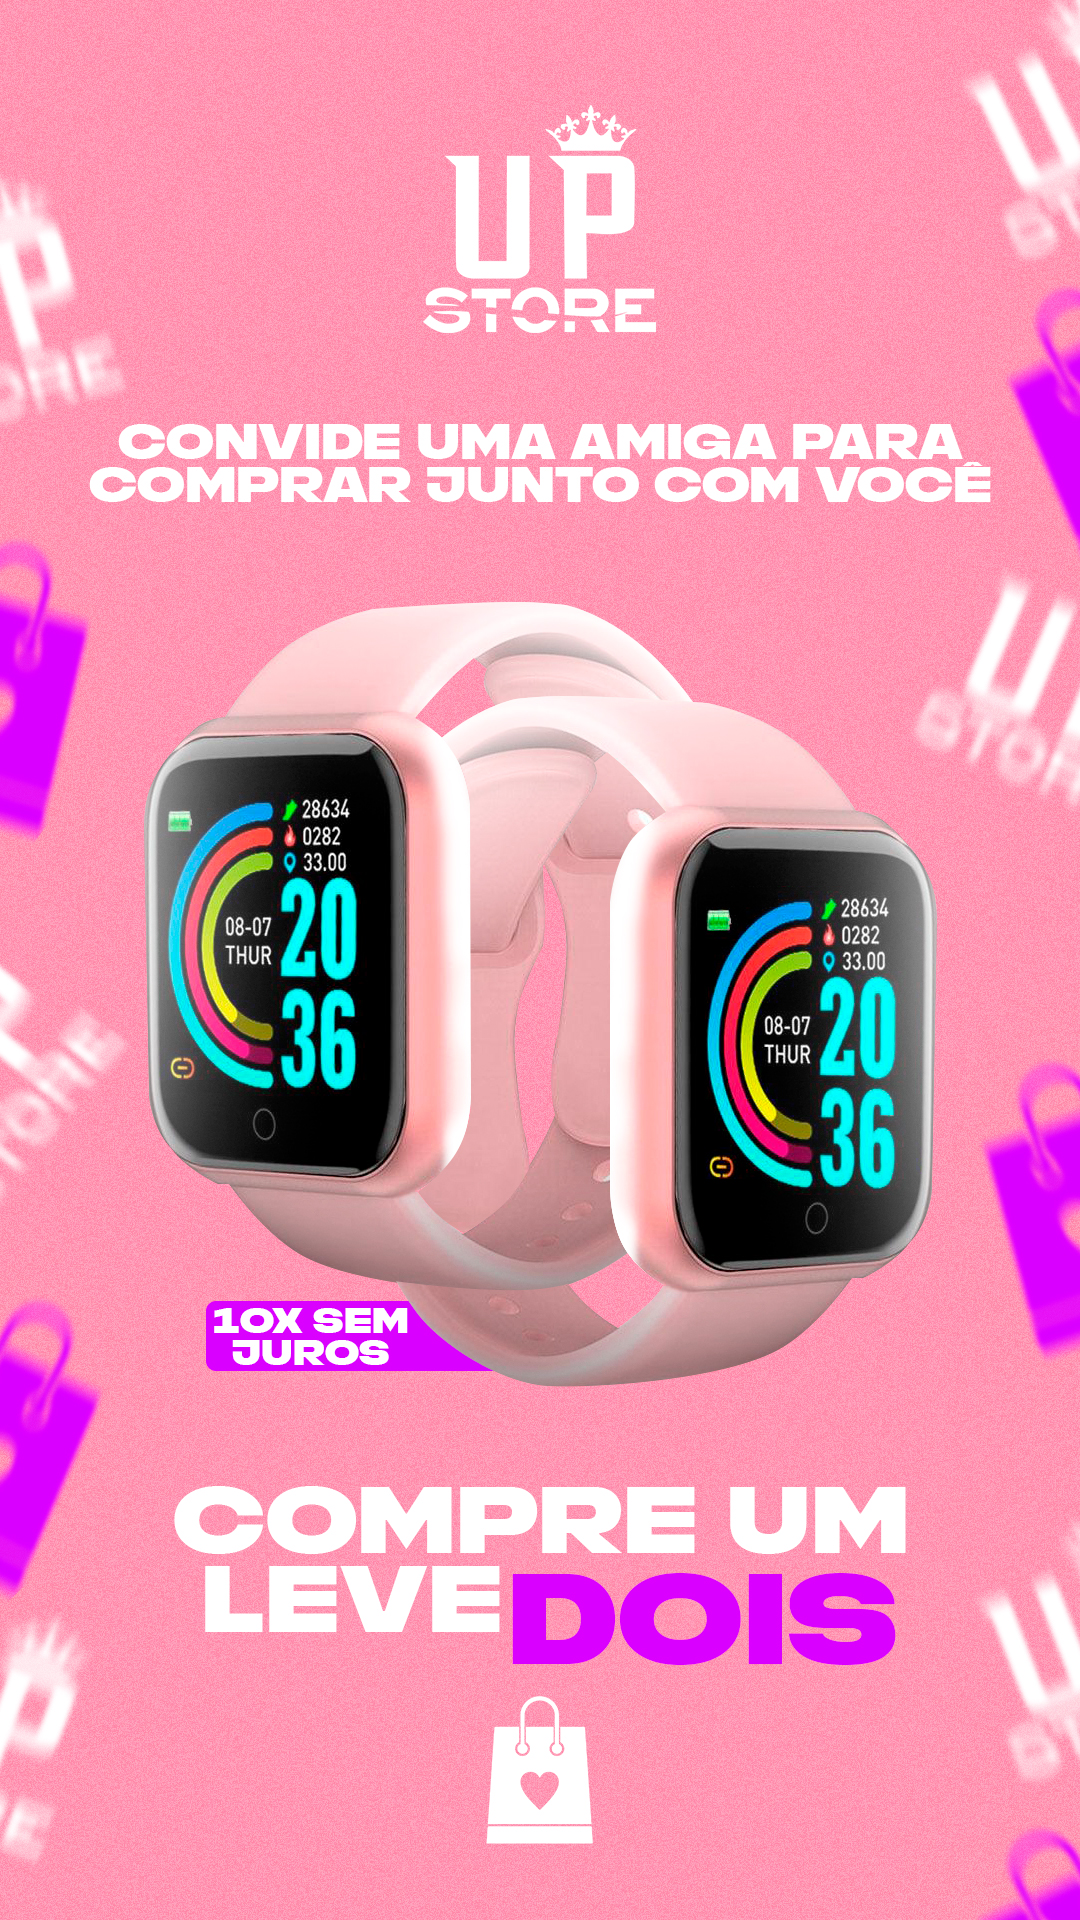 UP
STORE
CONVIDE UMA AMIGA PARA
COMPRAR JUNTO COM VOCÊ
28634
0282
33.00
08-07
THUR
20
36
28634
0282
33.00
08-07
THUR
20
36
10X SEM
JUROS
COMPRE UM
LEVE DOIS